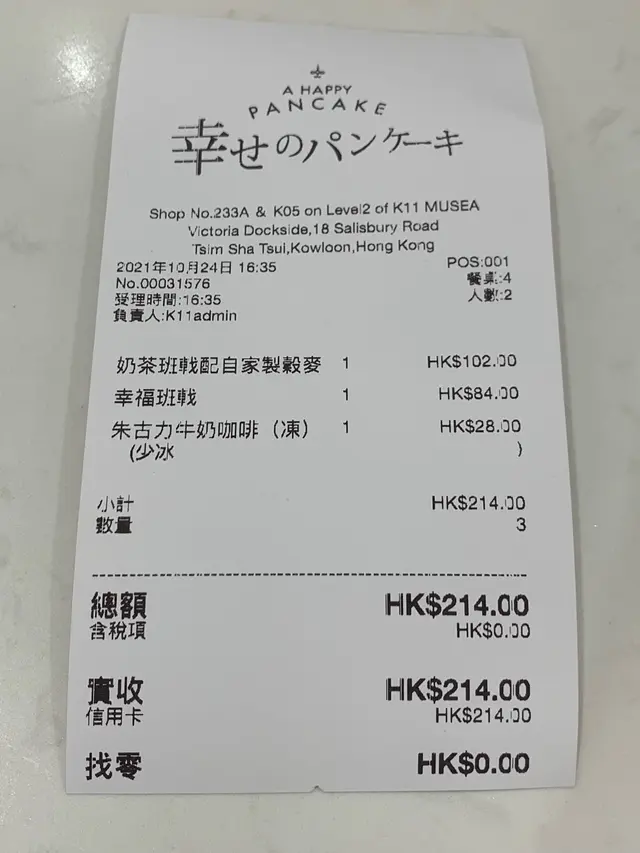 A HAPPY
PANCAKE
幸せのパンケーキ
Shop No.233A & K05 on Level2 of K11 MUSEA
Victoria Dockside,18 Salisbury Road
Tsim Sha Tsui,Kowloon,Hong Kong
2021年10月24日 16:35 POS:001
No.00031576 餐桌:4
受理時間:16:35 人數:2
負責人:K11admin
奶茶班戟配自家製穀麥 1 HK$102.00
幸福班戟 1 HK$84.00
朱古力牛奶咖啡（凍） 1 HK$28.00
(少冰 )
小計 HK$214.00
數量 3
總額 HK$214.00
含稅項 HK$0.00
實收 HK$214.00
信用卡 HK$214.00
找零 HK$0.00